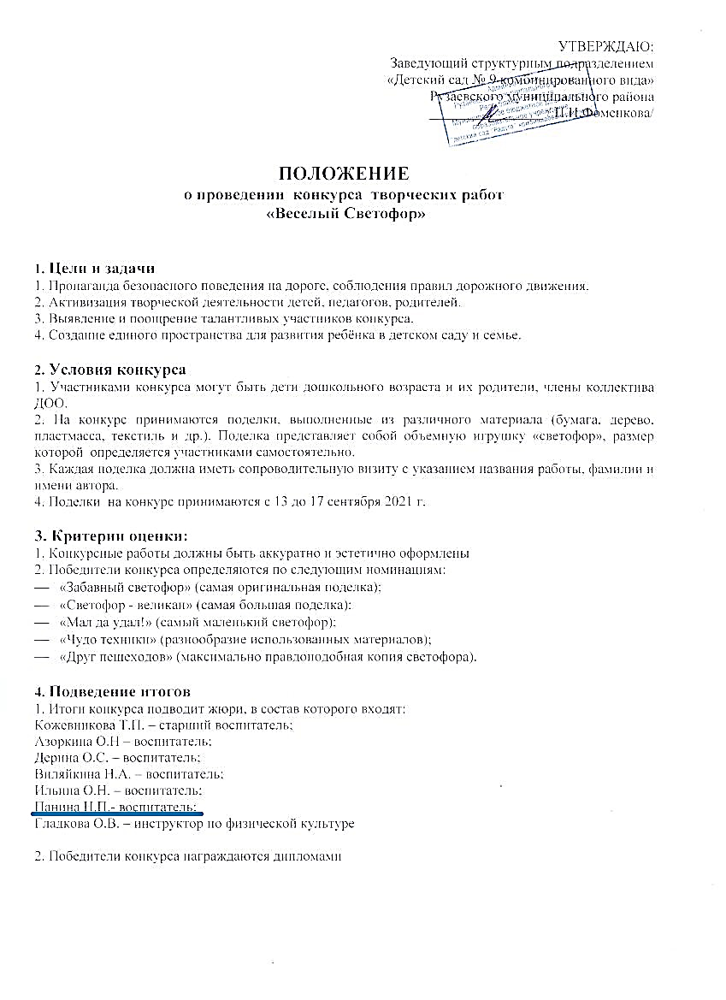 УТВЕРЖДАЮ:
Заведующий структурным подразделением
«Детский сад № 9 комбинированного вида»
Рузаевского муниципального района
П.И.Фоменкова/
ПОЛОЖЕНИЕ
о проведении конкурса творческих работ
«Веселый Светофор»
1. Цели и задачи
1. Пропаганда безопасного поведения на дороге, соблюдения правил дорожного движения.
2. Активизация творческой деятельности детей, педагогов, родителей.
3. Выявление и поощрение талантливых участников конкурса.
4. Создание единого пространства для развития ребёнка в детском саду и семье.
2. Условия конкурса
1. Участниками конкурса могут быть дети дошкольного возраста и их родители, члены коллектива
ДОО.
2. На конкурс принимаются поделки, выполненные из различного материала (бумага, дерево,
пластмасса, текстиль и др.). Поделка представляет собой объемную игрушку «светофор», размер
которой определяется участниками самостоятельно.
3. Каждая поделка должна иметь сопроводительную визиту с указанием названия работы, фамилии и
имени автора.
4. Поделки на конкурс принимаются с 13 до 17 сентября 2021 г.
3. Критерии оценки:
1. Конкурсные работы должны быть аккуратно и эстетично оформлены
2. Победители конкурса определяются по следующим номинациям:
— «Забавный светофор» (самая оригинальная поделка);
— «Светофор - великан» (самая большая поделка);
— «Мал да удал!» (самый маленький светофор);
— «Чудо техники» (разнообразие использованных материалов);
— «Друг пешеходов» (максимально правдоподобная копия светофора).
4. Подведение итогов
1. Итоги конкурса подводит жюри, в состав которого входят:
Кожевникова Т.П. – старший воспитатель;
Азоркина О.Н – воспитатель;
Дерина О.С. – воспитатель;
Виляйкина Н.А. – воспитатель;
Ильина О.Н. – воспитатель;
Панина Н.П.- воспитатель;
Гладкова О.В. – инструктор по физической культуре
2. Победители конкурса награждаются дипломами